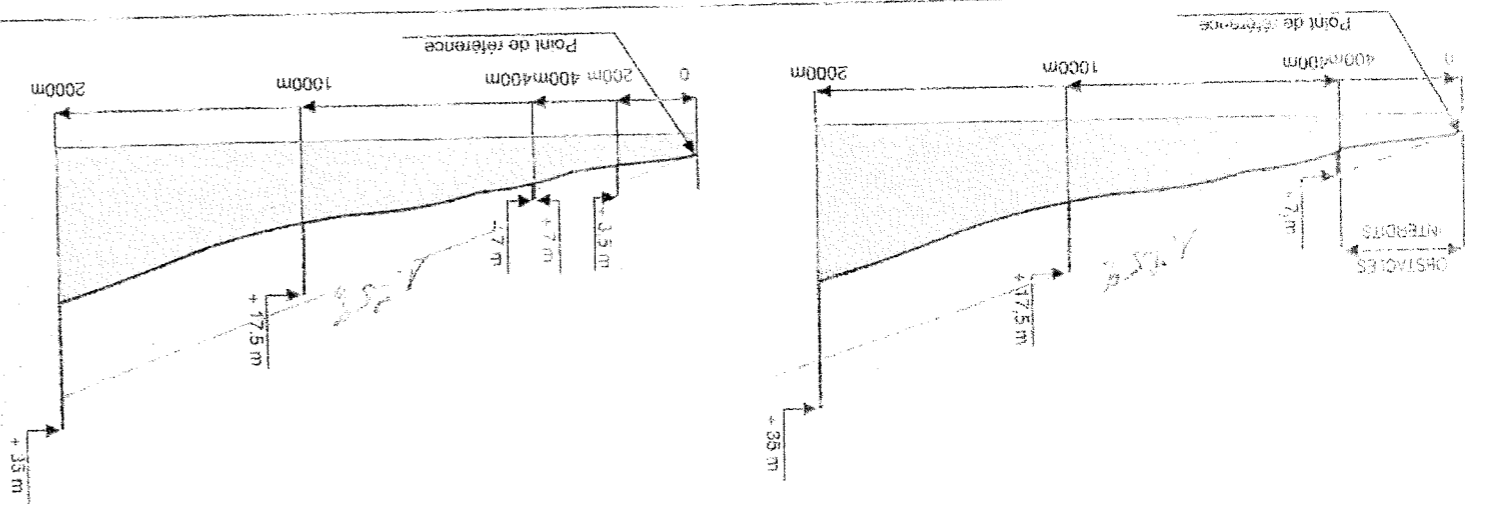 + 35 m
+ 17,5 m
OBSTACLES
INTERDITS
+ 7 m
0
400m400m
1000m
2000m
Point de référence
+ 35 m
+ 17,5 m
+ 3,5 m
+ 7 m
+ 7 m
0
200m
400m400m
1000m
2000m
Point de référence